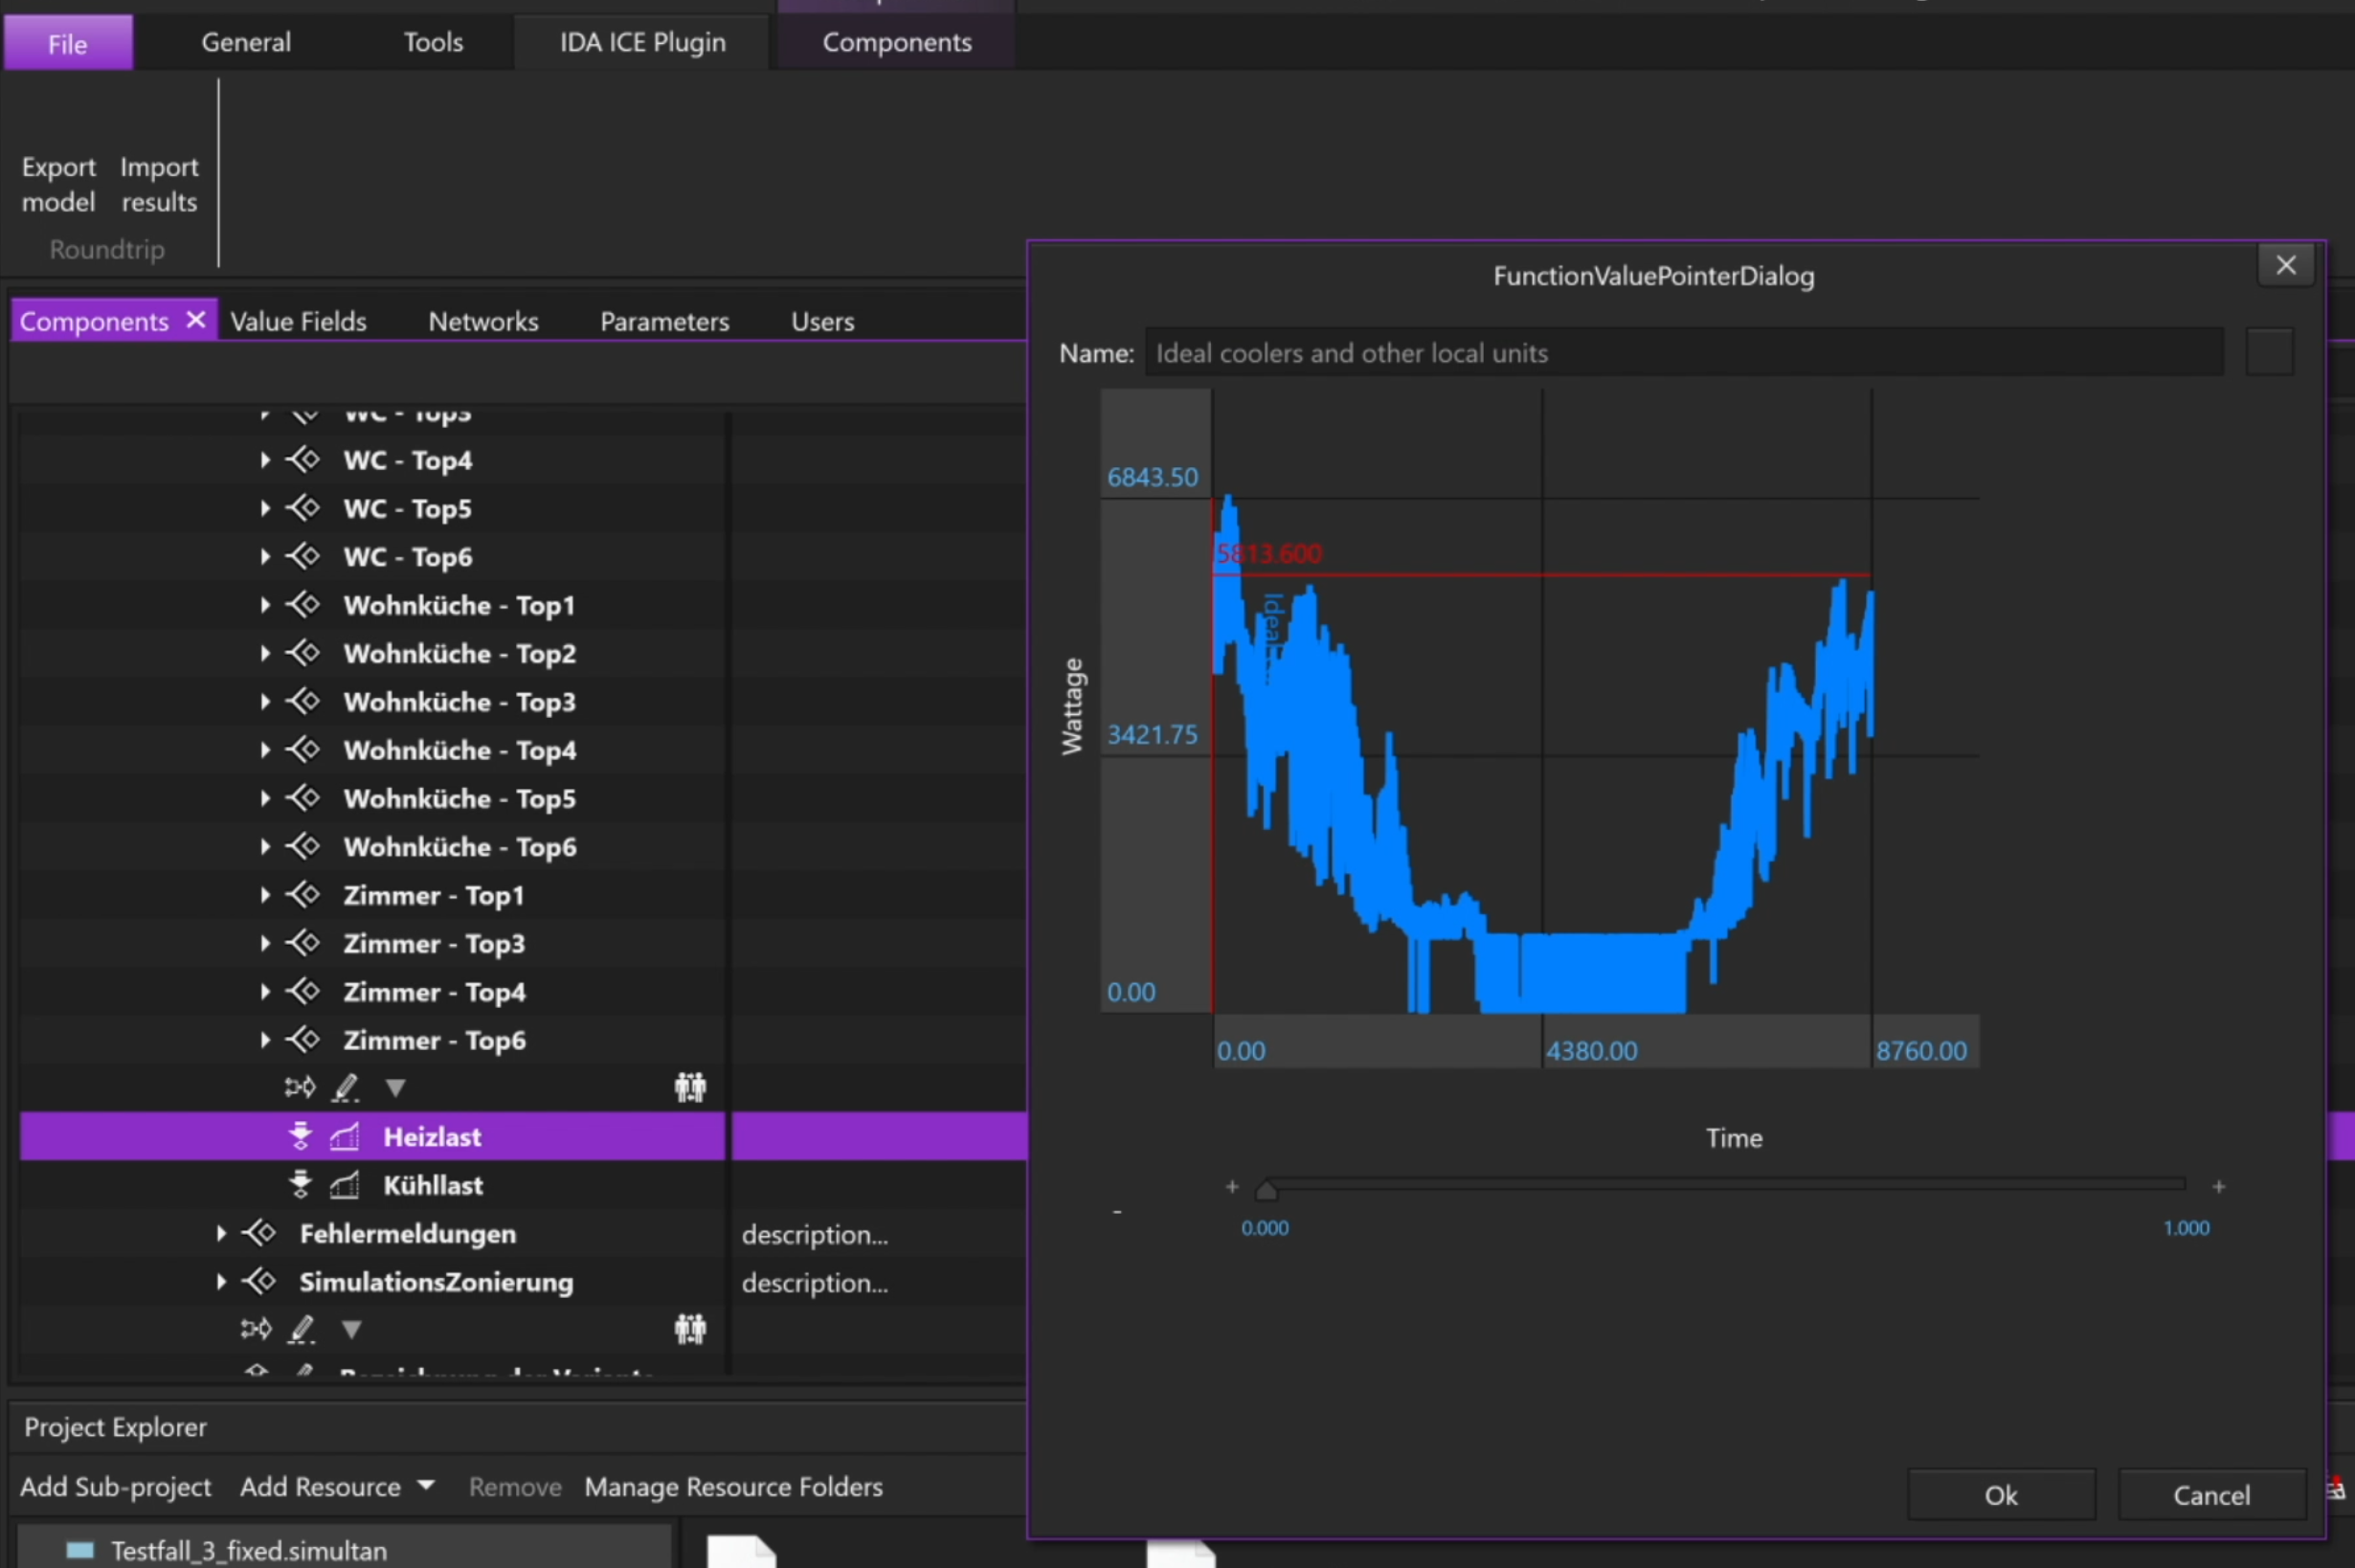 File
General
Tools
IDA ICE Plugin
Components
Export model
Import results
Roundtrip
Components
Value Fields
Networks
Parameters
Users
WC - Top4
WC - Top5
WC - Top6
Wohnküche - Top1
Wohnküche - Top2
Wohnküche - Top3
Wohnküche - Top4
Wohnküche - Top5
Wohnküche - Top6
Zimmer - Top1
Zimmer - Top3
Zimmer - Top4
Zimmer - Top6
Heizlast
Kühllast
Fehlermeldungen description...
SimulationsZonierung description...
Project Explorer
Add Sub-project
Add Resource
Remove
Manage Resource Folders
Testfall_3_fixed.simultan
FunctionValuePointerDialog
Name: Ideal coolers and other local units
6843.50
5813.600
Ideal
Wattage
3421.75
0.00
0.00 4380.00 8760.00
Time
+ +
-
0.000 1.000
Ok
Cancel